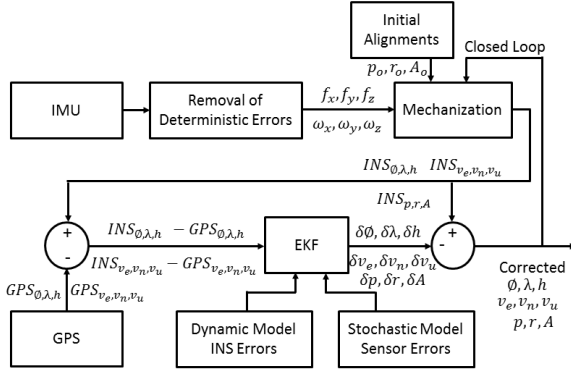 Initial
Alignments
Closed Loop
p_o, r_o, A_o
IMU
Removal of
Deterministic Errors
f_x, f_y, f_z
ω_x, ω_y, ω_z
Mechanization
INS_{∅,λ,h} INS_{v_e,v_n,v_u}
INS_{p,r,A}
+
-
INS_{∅,λ,h} − GPS_{∅,λ,h}
INS_{v_e,v_n,v_u} − GPS_{v_e,v_n,v_u}
EKF
δ∅, δλ, δh
δv_e, δv_n, δv_u
δp, δr, δA
+
-
GPS_{∅,λ,h} GPS_{v_e,v_n,v_u}
Corrected
∅, λ, h
v_e, v_n, v_u
p, r, A
GPS
Dynamic Model
INS Errors
Stochastic Model
Sensor Errors